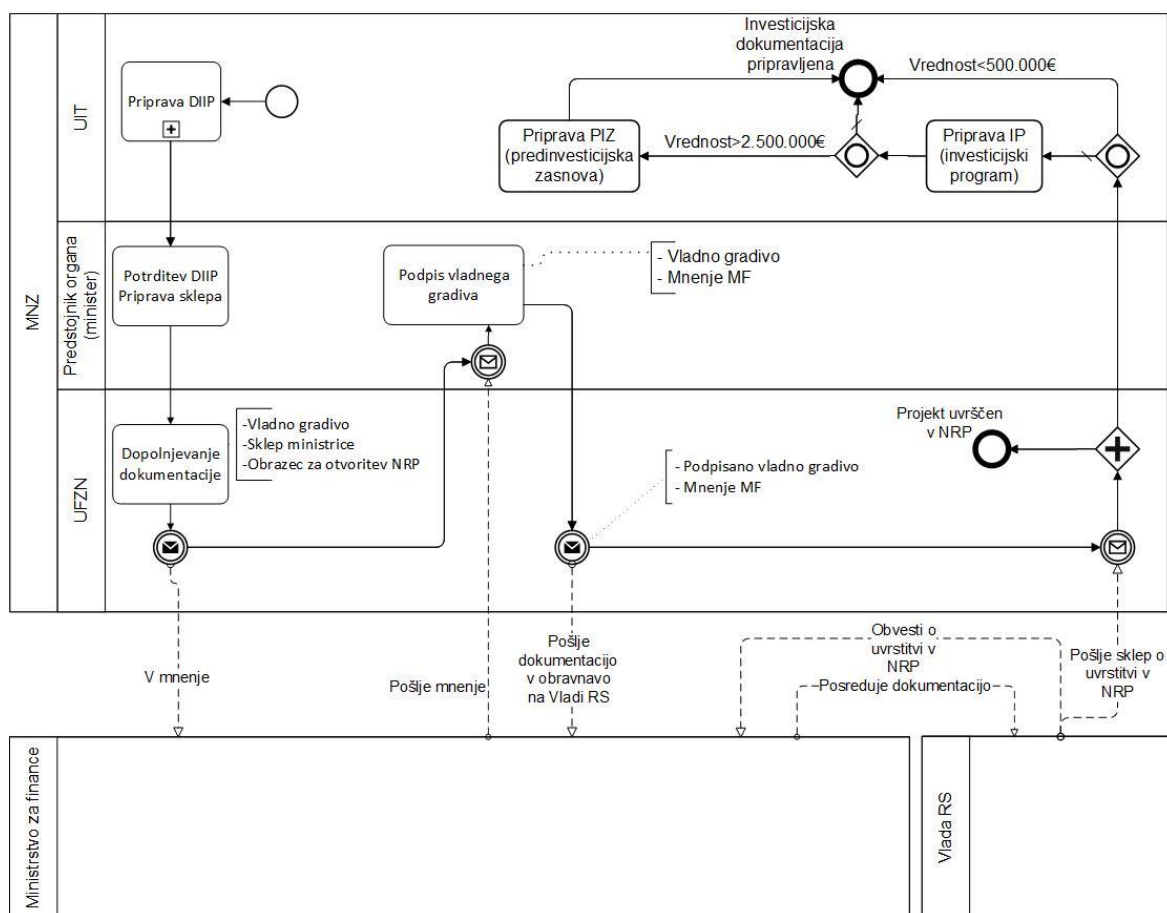 MNZ
UIT
Priprava DIIP
Investicijska
dokumentacija
pripravljena
Vrednost<500.000€
Priprava PIZ
(predinvesticijska
zasnova)
Vrednost>2.500.000€
Priprava IP
(investicijski
program)
Predstojnik organa
(minister)
Potrditev DIIP
Priprava sklepa
Podpis vladnega
gradiva
- Vladno gradivo
- Mnenje MF
UFZN
Dopolnjevanje
dokumentacije
-Vladno gradivo
-Sklep ministrice
-Obrazec za otvoritev NRP
- Podpisano vladno gradivo
- Mnenje MF
Projekt uvrščen
v NRP
V mnenje
Pošlje mnenje
Pošlje
dokumentacijo
v obravnavo
na Vladi RS
Obvesti o
uvrstitvi v
NRP
Posreduje dokumentacijo
Pošlje sklep o
uvrstitvi v
NRP
Ministrstvo za finance
Vlada RS